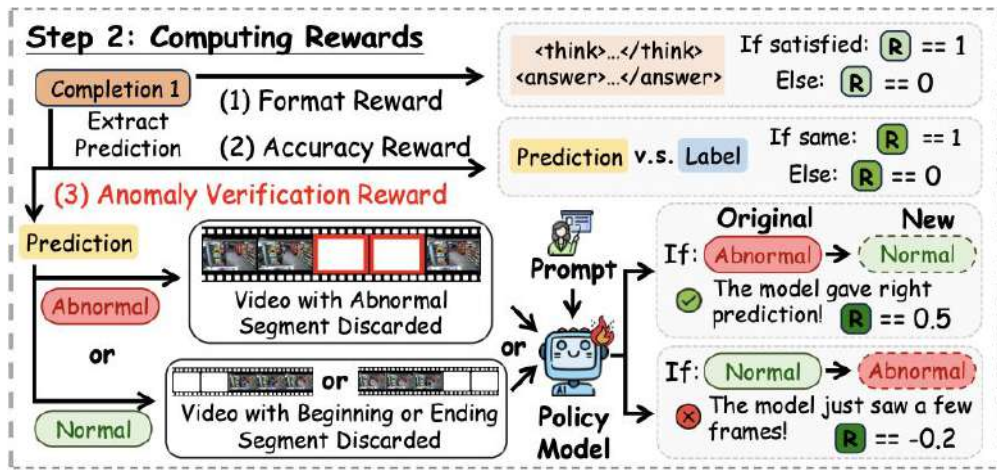 Step 2: Computing Rewards
Completion 1
Extract
Prediction
(1) Format Reward
<think>...</think>
<answer>...</answer>
If satisfied: R == 1
Else: R == 0
(2) Accuracy Reward
Prediction v.s. Label
If same: R == 1
Else: R == 0
(3) Anomaly Verification Reward
Prediction
Abnormal
or
Normal
Video with Abnormal
Segment Discarded
or
Video with Beginning or Ending
Segment Discarded
or
Prompt
AI
Policy
Model
Original New
If: Abnormal Normal
The model gave right
prediction! R == 0.5
If: Normal Abnormal
The model just saw a few
frames! R == -0.2